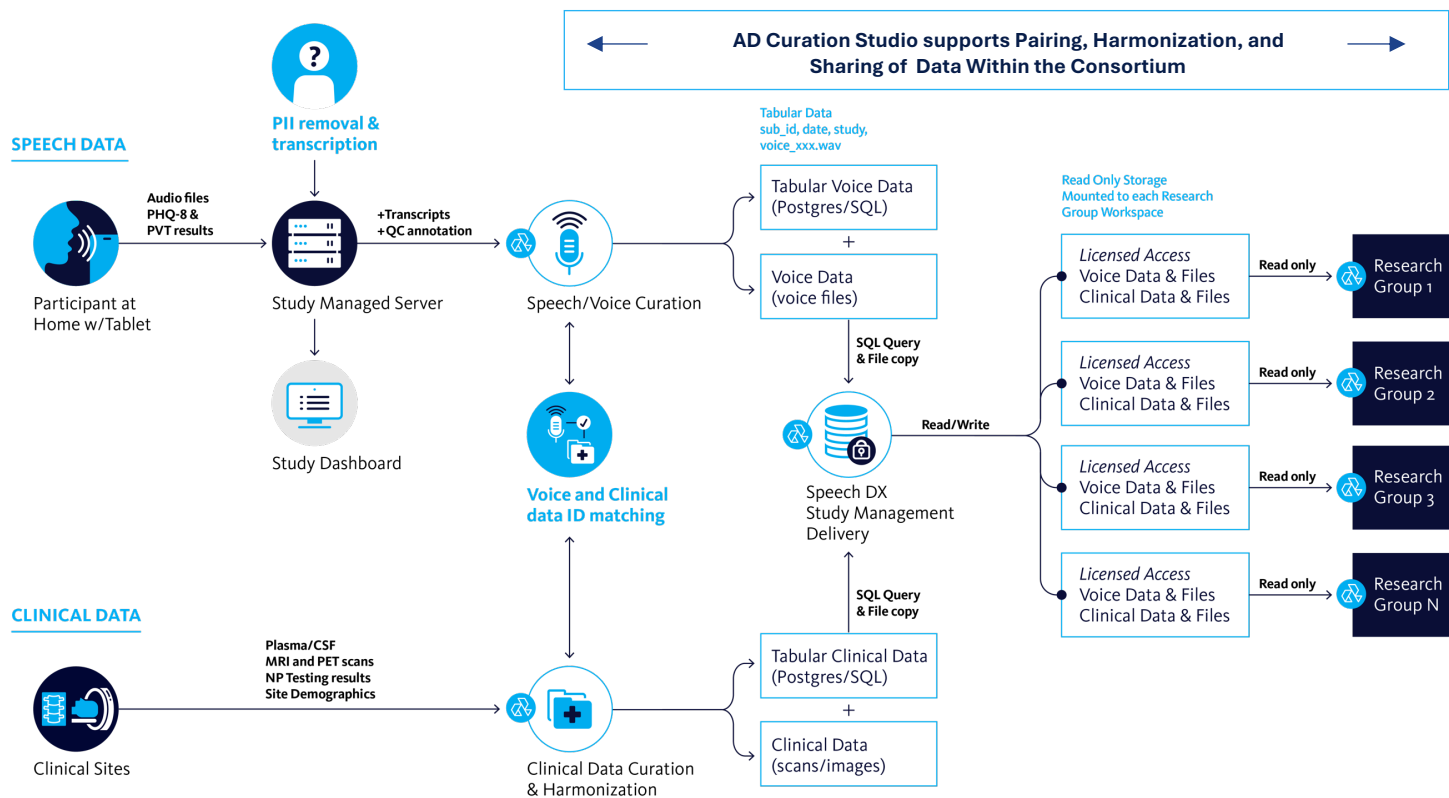 AD Curation Studio supports Pairing, Harmonization, and
Sharing of Data Within the Consortium
?
PII removal &
transcription
SPEECH DATA
Audio files
PHQ-8 &
PVT results
+Transcripts
+QC annotation
Participant at
Home w/Tablet
Study Managed Server
Speech/Voice Curation
Study Dashboard
Tabular Data
sub_id, date, study,
voice_xxx.wav
Tabular Voice Data
(Postgres/SQL)
+
Voice Data
(voice files)
SQL Query
& File copy
Voice and Clinical
data ID matching
Speech DX
Study Management
Delivery
Read/Write
SQL Query
& File copy
CLINICAL DATA
Plasma/CSF
MRI and PET scans
NP Testing results
Site Demographics
Clinical Sites
Clinical Data Curation
& Harmonization
Tabular Clinical Data
(Postgres/SQL)
+
Clinical Data
(scans/images)
Read Only Storage
Mounted to each Research
Group Workspace
Licensed Access
Voice Data & Files
Clinical Data & Files
Read only
Research
Group 1
Licensed Access
Voice Data & Files
Clinical Data & Files
Read only
Research
Group 2
Licensed Access
Voice Data & Files
Clinical Data & Files
Read only
Research
Group 3
Licensed Access
Voice Data & Files
Clinical Data & Files
Read only
Research
Group N